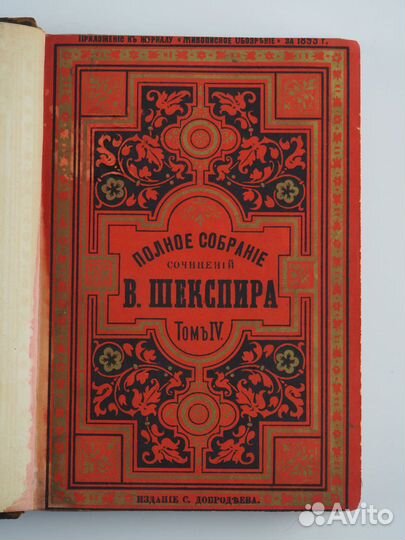 ПРИЛОЖЕНІЕ КЪ ЖУРНАЛУ «ЖИВОПИСНОЕ ОБОЗРѢНІЕ» ЗА 1893 Г.
ПОЛНОЕ СОБРАНІЕ
СОЧИНЕНІЙ
В. ШЕКСПИРА
ТОМЪ IV.
ИЗДАНІЕ С. ДОБРОДѢЕВА.
Avito